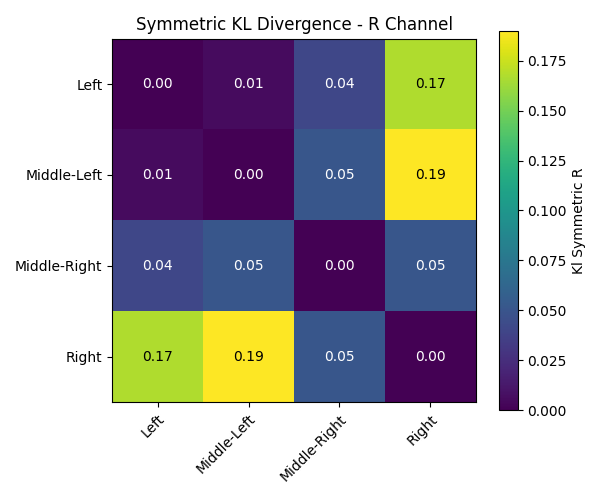 Symmetric KL Divergence - R Channel
Left
Middle-Left
Middle-Right
Right
0.00 0.01 0.04 0.17
0.01 0.00 0.05 0.19
0.04 0.05 0.00 0.05
0.17 0.19 0.05 0.00
Left
Middle-Left
Middle-Right
Right
0.175
0.150
0.125
0.100
0.075
0.050
0.025
0.000
Kl Symmetric R